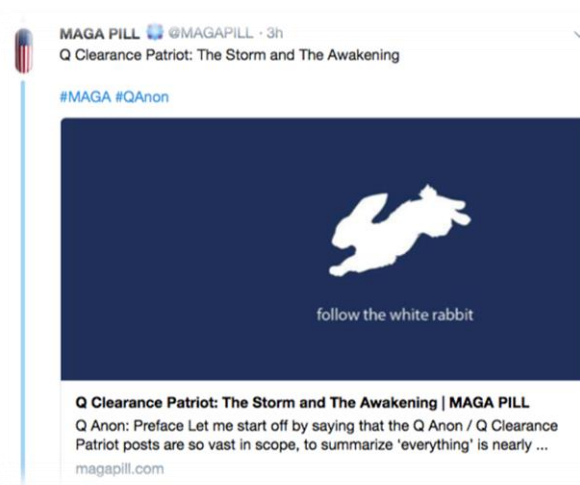 MAGA PILL @MAGAPILL · 3h
Q Clearance Patriot: The Storm and The Awakening
#MAGA #QAnon
follow the white rabbit
Q Clearance Patriot: The Storm and The Awakening | MAGA PILL
Q Anon: Preface Let me start off by saying that the Q Anon / Q Clearance
Patriot posts are so vast in scope, to summarize 'everything' is nearly ...
magapill.com